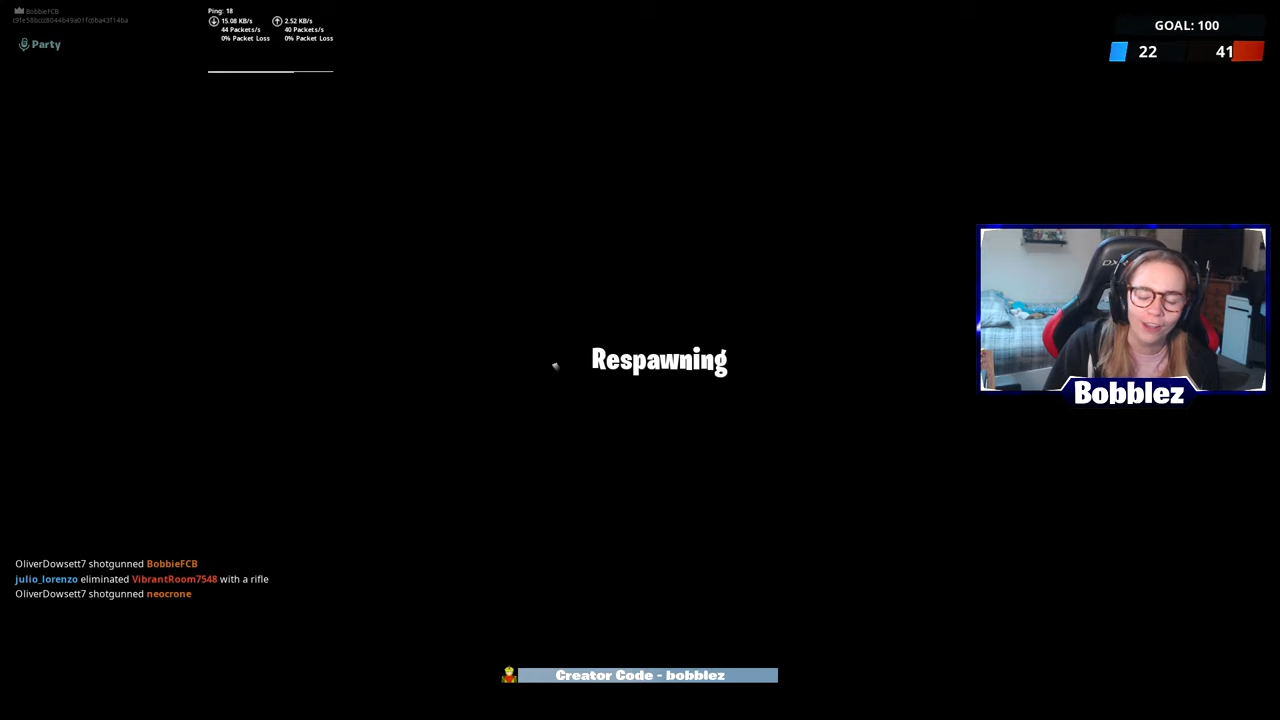 BobbieFCB
Party
Ping: 18
15.08 KB/s
44 Packets/s
0% Packet Loss
2.52 KB/s
40 Packets/s
0% Packet Loss
GOAL: 100
22
41
Respawning
Bobblez
OliverDowsett7 shotgunned BobbieFCB
julio_lorenzo eliminated VibrantRoom7548 with a rifle
OliverDowsett7 shotgunned neocrone
Creator Code - bobblez